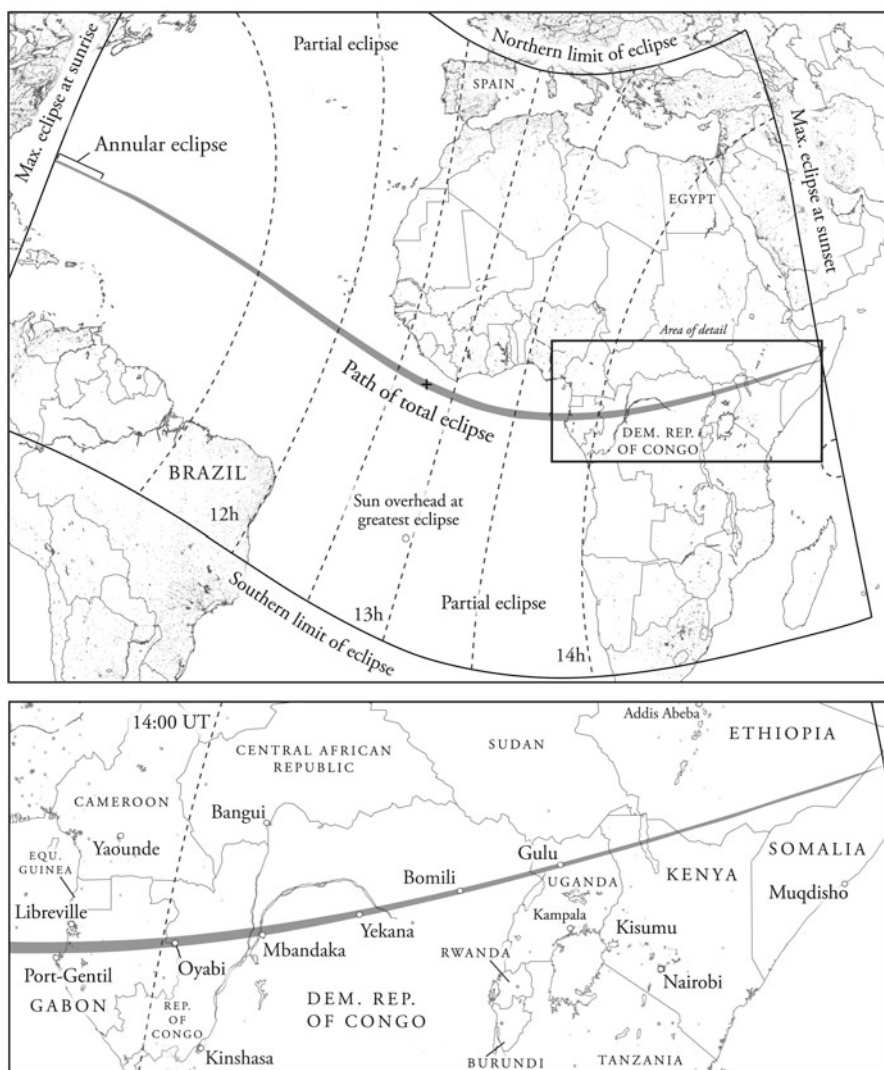 Partial eclipse
Northern limit of eclipse
Max. eclipse at sunrise
SPAIN
Annular eclipse
Max. eclipse at sunset
EGYPT
Area of detail
Path of total eclipse
DEM. REP.
OF CONGO
BRAZIL
12h
Sun overhead at
greatest eclipse
Southern limit of eclipse
13h
Partial eclipse
14h
14:00 UT
Addis Abeba
ETHIOPIA
SUDAN
CENTRAL AFRICAN
REPUBLIC
CAMEROON
Bangui
Yaounde
EQU.
GUINEA
Gulu
SOMALIA
KENYA
Bomili
UGANDA
Muqdisho
Libreville
Kampala
Kisumu
Yekana
Mbandaka
Oyabi
RWANDA
Port-Gentil
Nairobi
GABON
REP.
OF
CONGO
DEM. REP.
OF CONGO
Kinshasa
BURUNDI
TANZANIA